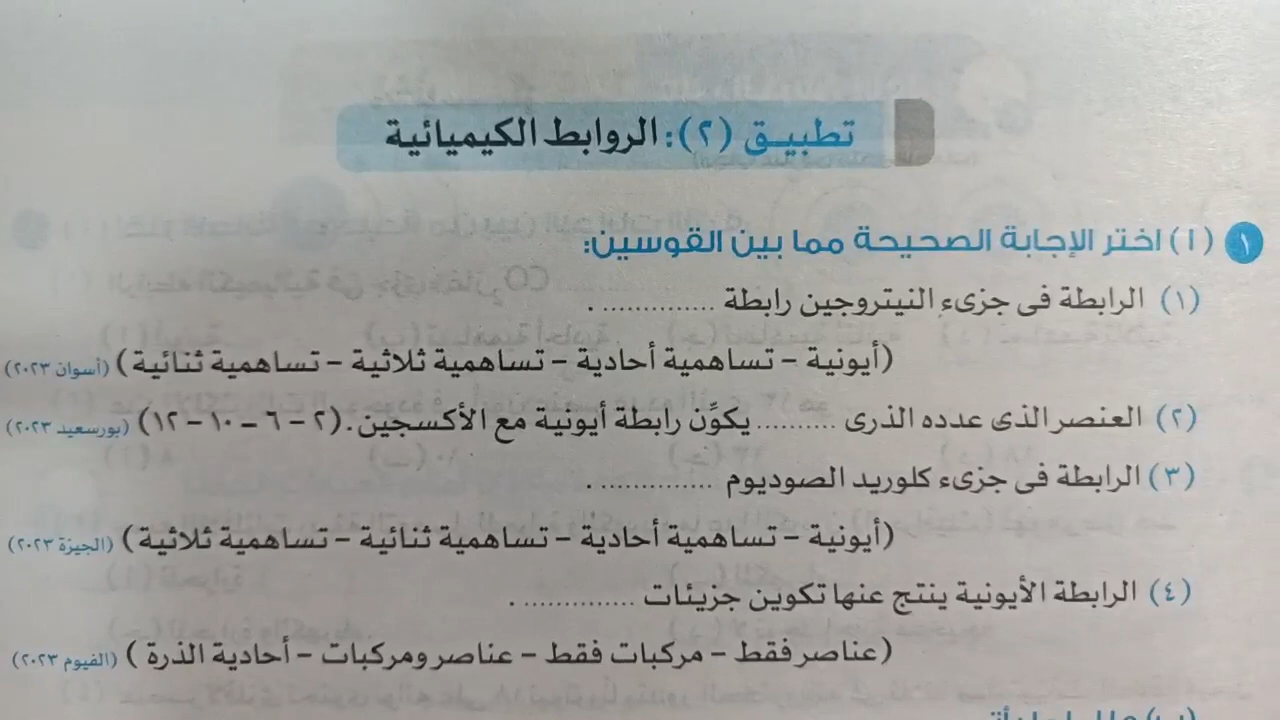 تطبيـق (٢): الروابط الكيميائية
١ (أ) اختر الإجابة الصحيحة مما بين القوسين:
(١) الرابطة فى جزىء النيتروجين رابطة .............. .
(أيونية – تساهمية أحادية – تساهمية ثلاثية – تساهمية ثنائية) (أسوان ٢٠٢٣)
(٢) العنصر الذى عدده الذرى .......... يكوِّن رابطة أيونية مع الأكسجين. (٢ – ٦ – ١٠ – ١٢) (بورسعيد ٢٠٢٣)
(٣) الرابطة فى جزىء كلوريد الصوديوم .............. .
(أيونية – تساهمية أحادية – تساهمية ثنائية – تساهمية ثلاثية) (الجيزة ٢٠٢٣)
(٤) الرابطة الأيونية ينتج عنها تكوين جزيئات .............. .
(عناصر فقط – مركبات فقط – عناصر ومركبات – أحادية الذرة ) (الفيوم ٢٠٢٣)